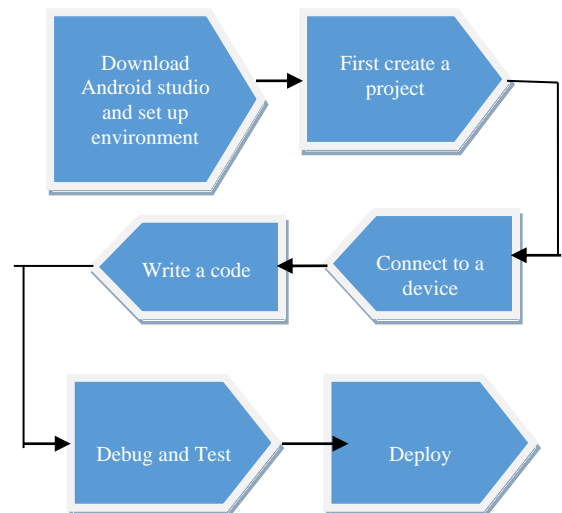 Download
Android studio
and set up
environment
First create a
project
Connect to a
device
Write a code
Debug and Test
Deploy